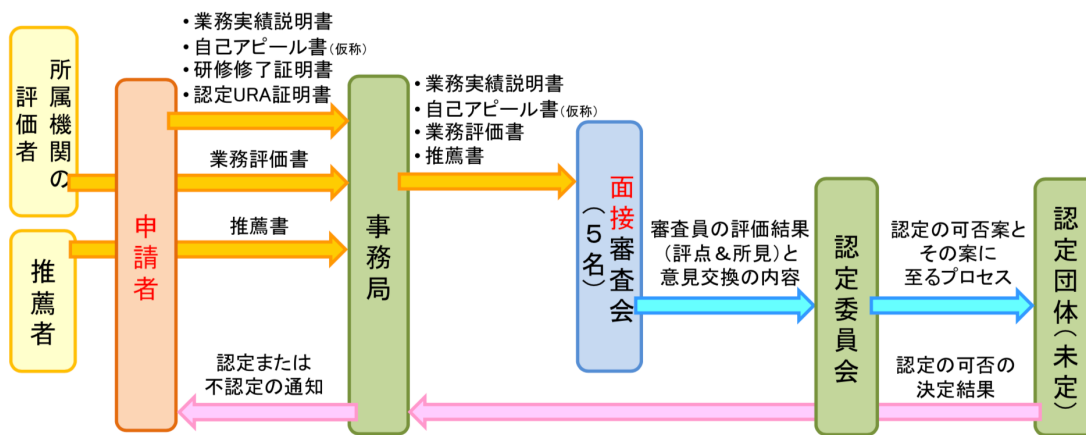 所属機関の
評価者
推薦者
申請者
・業務実績説明書
・自己アピール書(仮称)
・研修修了証明書
・認定URA証明書
業務評価書
推薦書
認定または
不認定の通知
事務局
・業務実績説明書
・自己アピール書(仮称)
・業務評価書
・推薦書
面接審査会
(5名)
審査員の評価結果
(評点&所見)と
意見交換の内容
認定委員会
認定の可否案と
その案に
至るプロセス
認定の可否の
決定結果
認定団体(未定)